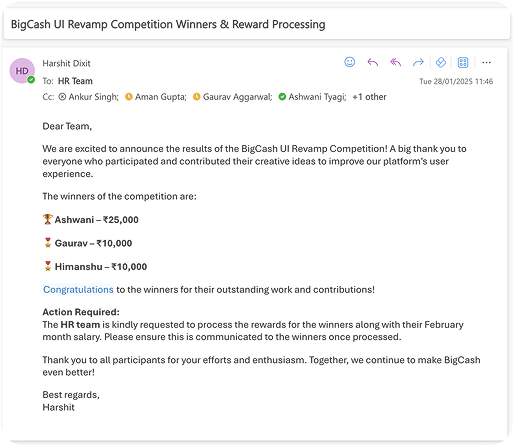 BigCash UI Revamp Competition Winners & Reward Processing
HD
Harshit Dixit
To: HR Team
Tue 28/01/2025 11:46
Cc: Ankur Singh; Aman Gupta; Gaurav Aggarwal; Ashwani Tyagi; +1 other
Dear Team,
We are excited to announce the results of the BigCash UI Revamp Competition! A big thank you to
everyone who participated and contributed their creative ideas to improve our platform's user
experience.
The winners of the competition are:
🏆 Ashwani – ₹25,000
🎖 Gaurav – ₹10,000
🎖 Himanshu – ₹10,000
Congratulations to the winners for their outstanding work and contributions!
Action Required:
The HR team is kindly requested to process the rewards for the winners along with their February
month salary. Please ensure this is communicated to the winners once processed.
Thank you to all participants for your efforts and enthusiasm. Together, we continue to make BigCash
even better!
Best regards,
Harshit